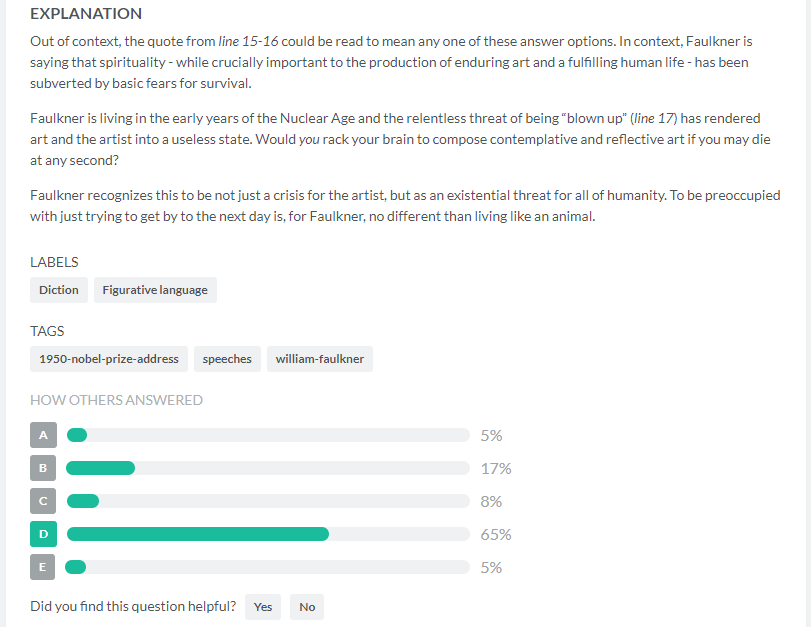 EXPLANATION
Out of context, the quote from line 15-16 could be read to mean any one of these answer options. In context, Faulkner is
saying that spirituality - while crucially important to the production of enduring art and a fulfilling human life - has been
subverted by basic fears for survival.
Faulkner is living in the early years of the Nuclear Age and the relentless threat of being “blown up” (line 17) has rendered
art and the artist into a useless state. Would you rack your brain to compose contemplative and reflective art if you may die
at any second?
Faulkner recognizes this to be not just a crisis for the artist, but as an existential threat for all of humanity. To be preoccupied
with just trying to get by to the next day is, for Faulkner, no different than living like an animal.
LABELS
Diction Figurative language
TAGS
1950-nobel-prize-address speeches william-faulkner
HOW OTHERS ANSWERED
A 5%
B 17%
C 8%
D 65%
E 5%
Did you find this question helpful? Yes No